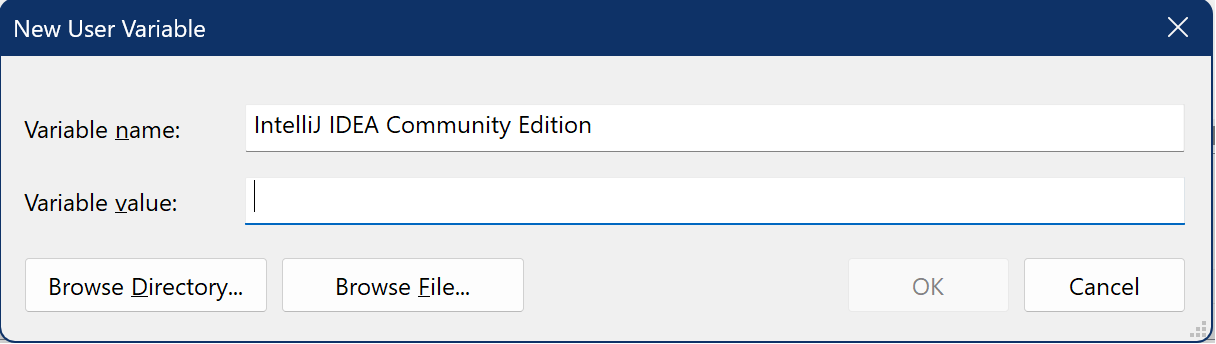 New User Variable
Variable name: IntelliJ IDEA Community Edition
Variable value:
Browse Directory... Browse File... OK Cancel